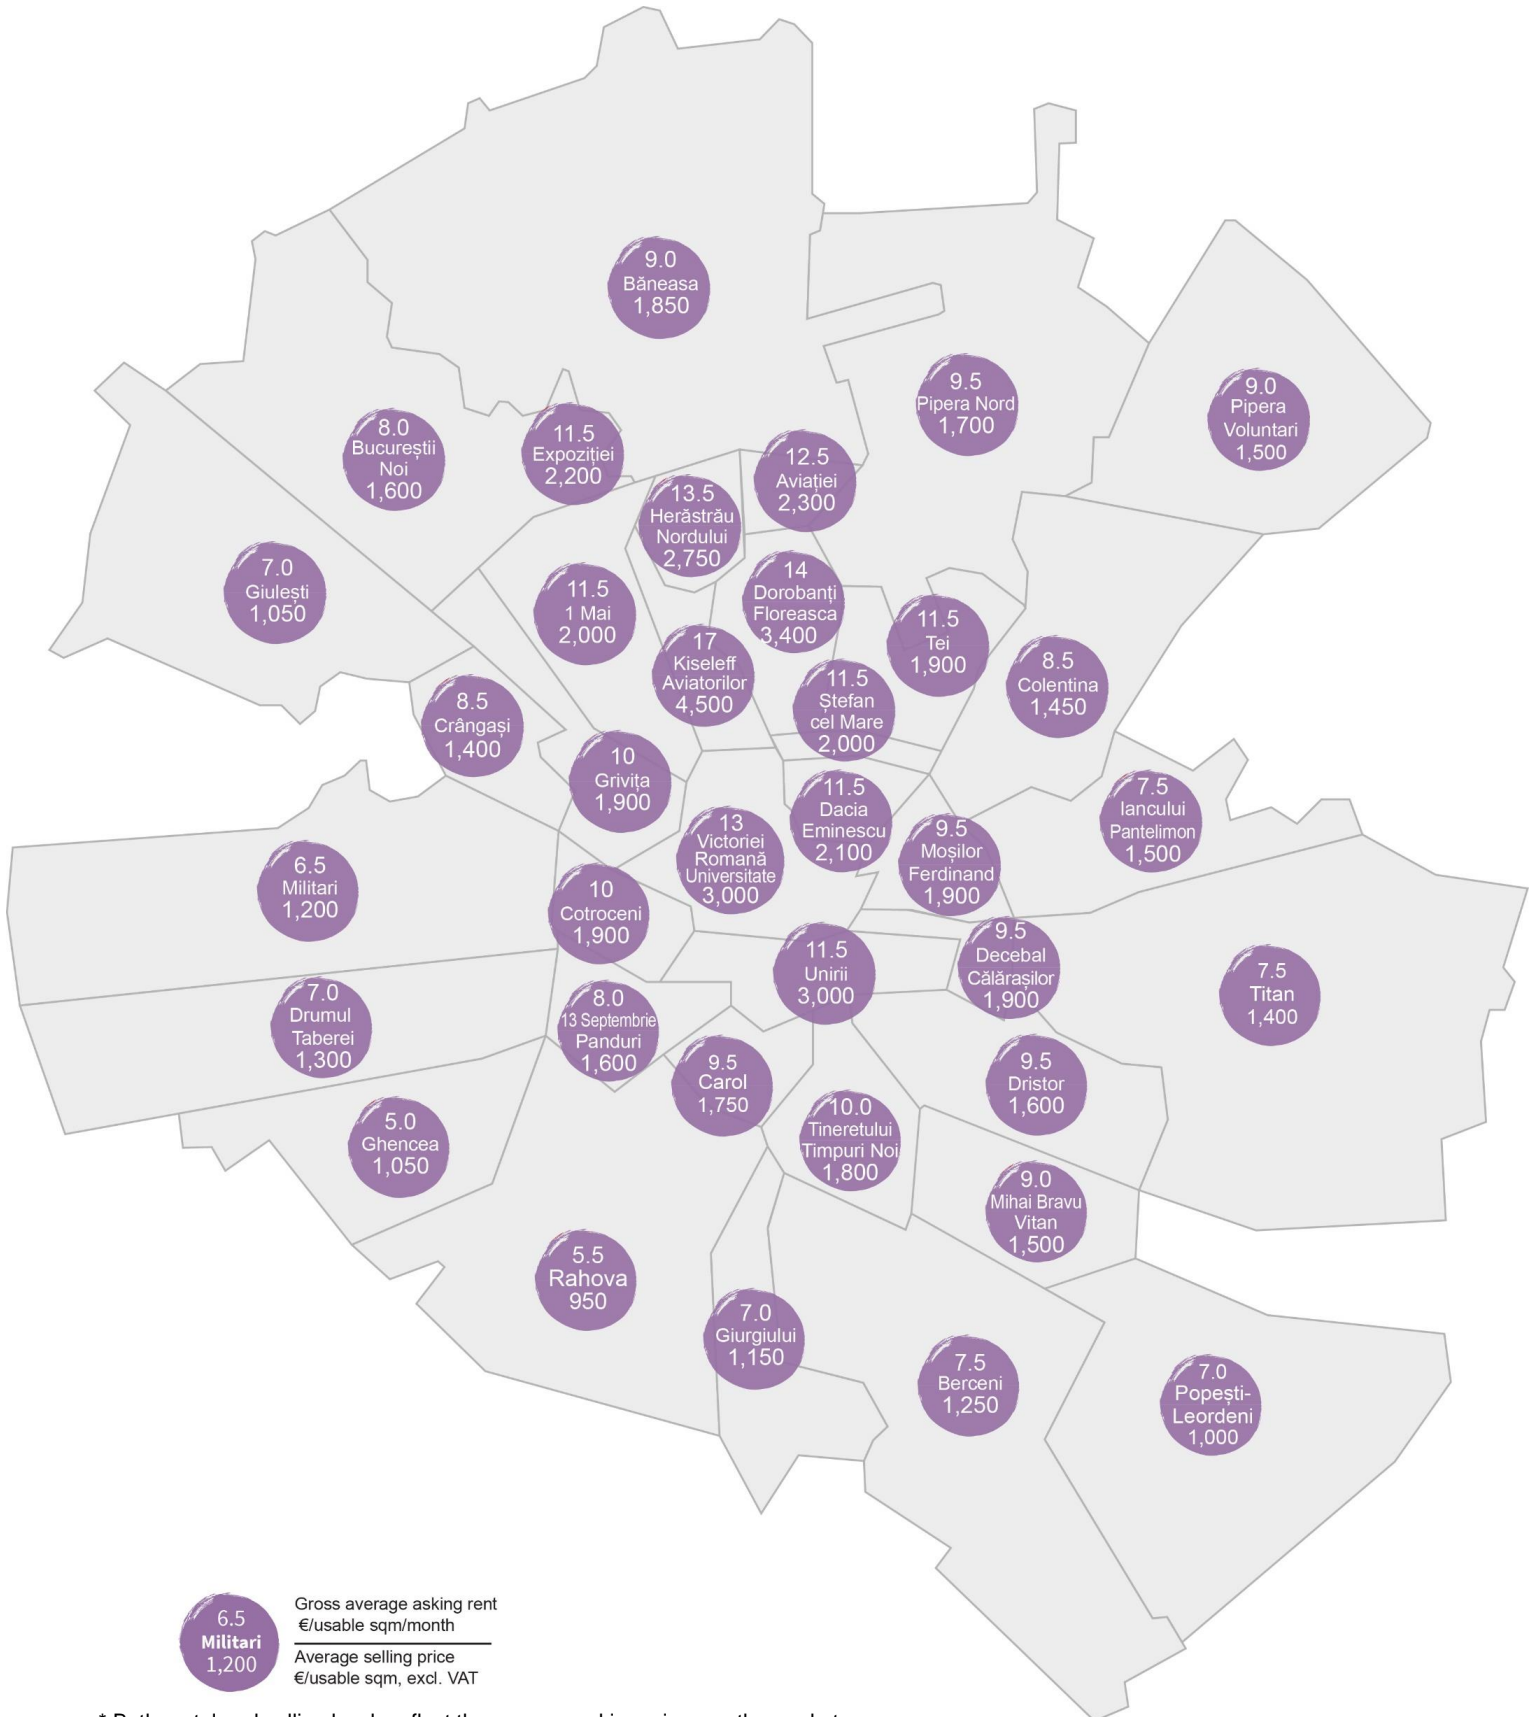 9.0
Băneasa
1,850
9.5
Pipera Nord
1,700
9.0
Pipera
Voluntari
1,500
8.0
Bucureștii
Noi
1,600
11.5
Expoziției
2,200
12.5
Aviației
2,300
13.5
Herăstrău
Nordului
2,750
7.0
Giulești
1,050
11.5
1 Mai
2,000
14
Dorobanți
Floreasca
3,400
11.5
Tei
1,900
17
Kiseleff
Aviatorilor
4,500
8.5
Colentina
1,450
11.5
Ștefan
cel Mare
2,000
8.5
Crângași
1,400
10
Grivița
1,900
11.5
Dacia
Eminescu
2,100
7.5
Iancului
Pantelimon
1,500
13
Victoriei
Romană
Universitate
3,000
9.5
Moșilor
Ferdinand
1,900
6.5
Militari
1,200
10
Cotroceni
1,900
11.5
Unirii
3,000
9.5
Decebal
Călărașilor
1,900
7.5
Titan
1,400
7.0
Drumul
Taberei
1,300
8.0
13 Septembrie
Panduri
1,600
9.5
Carol
1,750
9.5
Dristor
1,600
5.0
Ghencea
1,050
10.0
Tineretului
Timpuri Noi
1,800
9.0
Mihai Bravu
Vitan
1,500
5.5
Rahova
950
7.0
Giurgiului
1,150
7.5
Berceni
1,250
7.0
Popești-
Leordeni
1,000
6.5
Militari
1,200
Gross average asking rent
€/usable sqm/month
Average selling price
€/usable sqm, excl. VAT